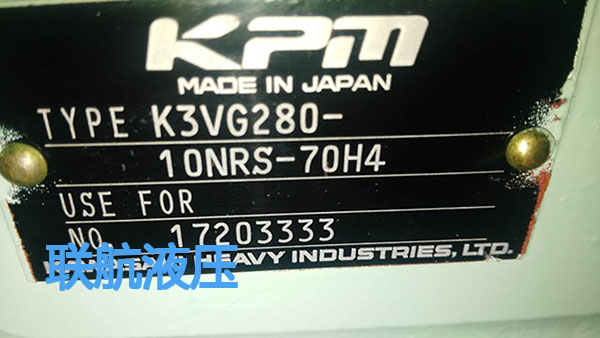 KPM
MADE IN JAPAN
TYPE K3VG280-
10NRS-70H4
USE FOR
NO. 17203333
HEAVY INDUSTRIES, LTD.
联航液压